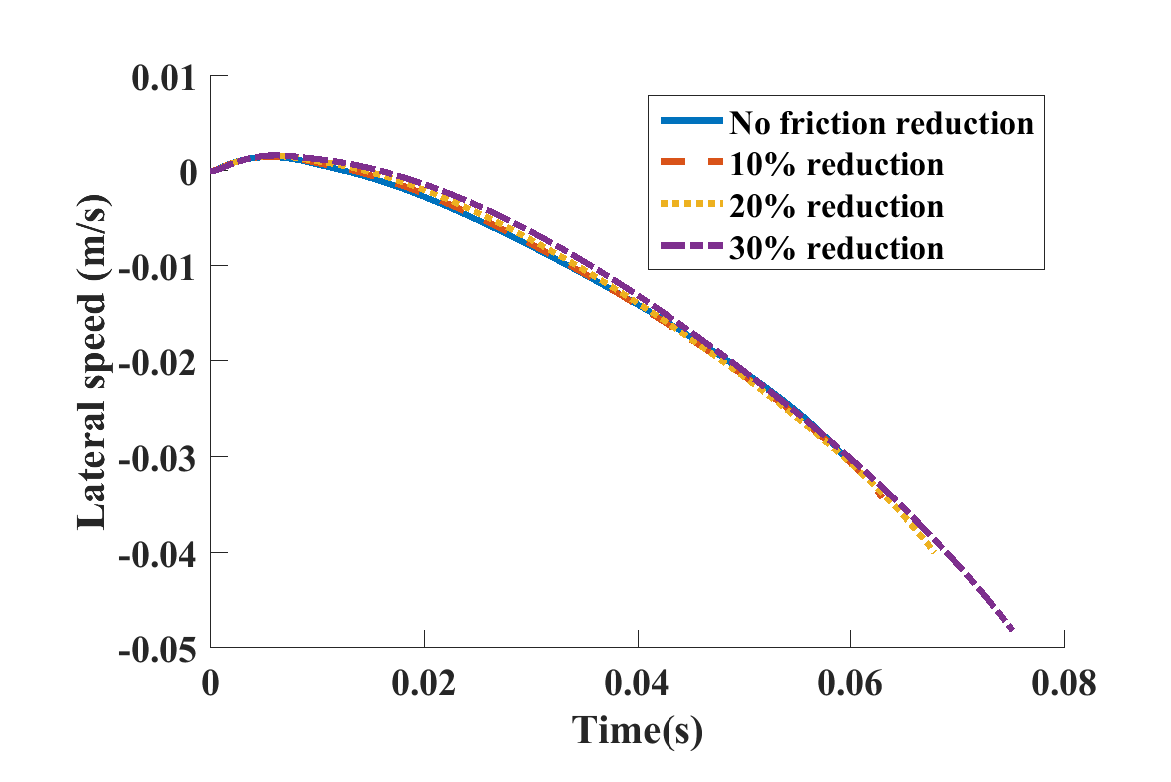 0.01
0
-0.01
-0.02
-0.03
-0.04
-0.05
Lateral speed (m/s)
No friction reduction
10% reduction
20% reduction
30% reduction
0
0.02
0.04
0.06
0.08
Time(s)